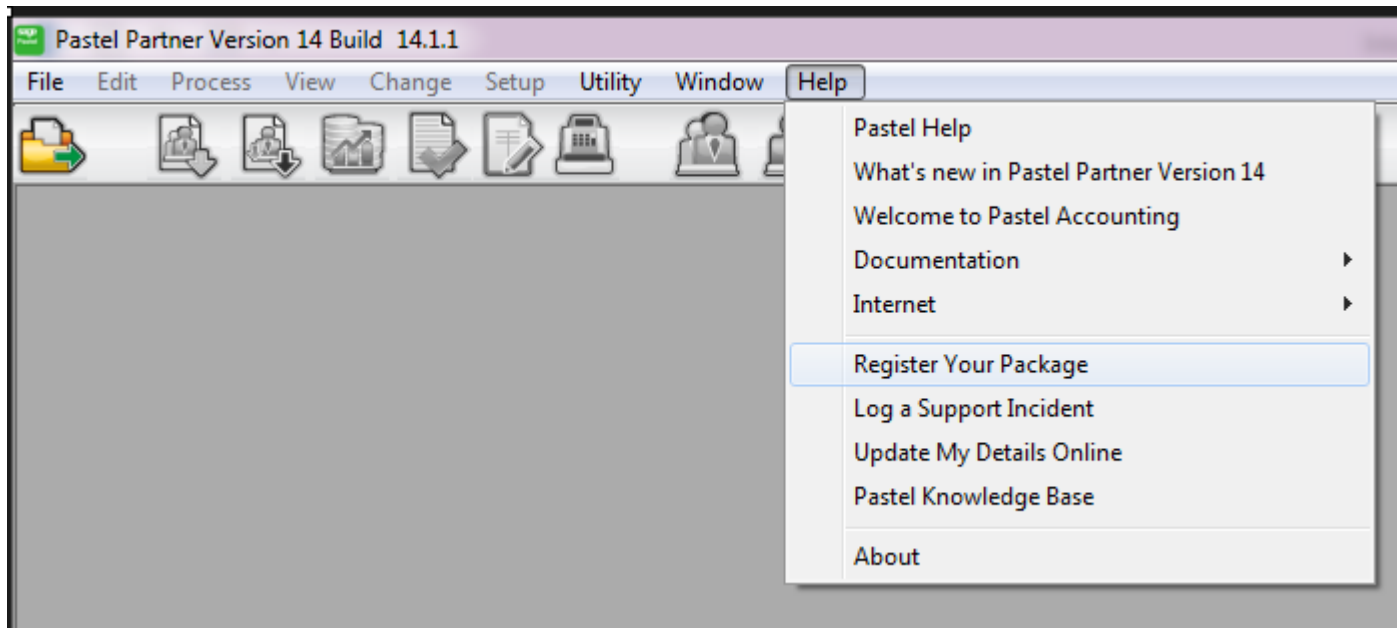 sage
Pastel
Pastel Partner Version 14 Build 14.1.1
File Edit Process View Change Setup Utility Window Help
Pastel Help
What's new in Pastel Partner Version 14
Welcome to Pastel Accounting
Documentation
Internet
Register Your Package
Log a Support Incident
Update My Details Online
Pastel Knowledge Base
About